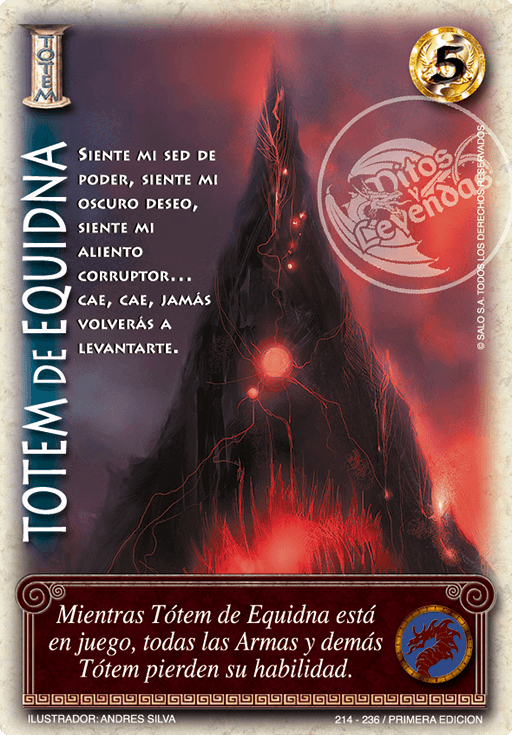 TOTEM
5
SIENTE MI SED DE
PODER, SIENTE MI
OSCURO DESEO,
SIENTE MI
ALIENTO
CORRUPTOR...
CAE, CAE, JAMÁS
VOLVERÁS A
LEVANTARTE.
Mitos
y
Leyendas
© SALO S.A. TODOS LOS DERECHOS RESERVADOS
TOTEM DE EQUIDNA
Mientras Tótem de Equidna está
en juego, todas las Armas y demás
Tótem pierden su habilidad.
ILUSTRADOR: ANDRES SILVA
214 - 236 / PRIMERA EDICION